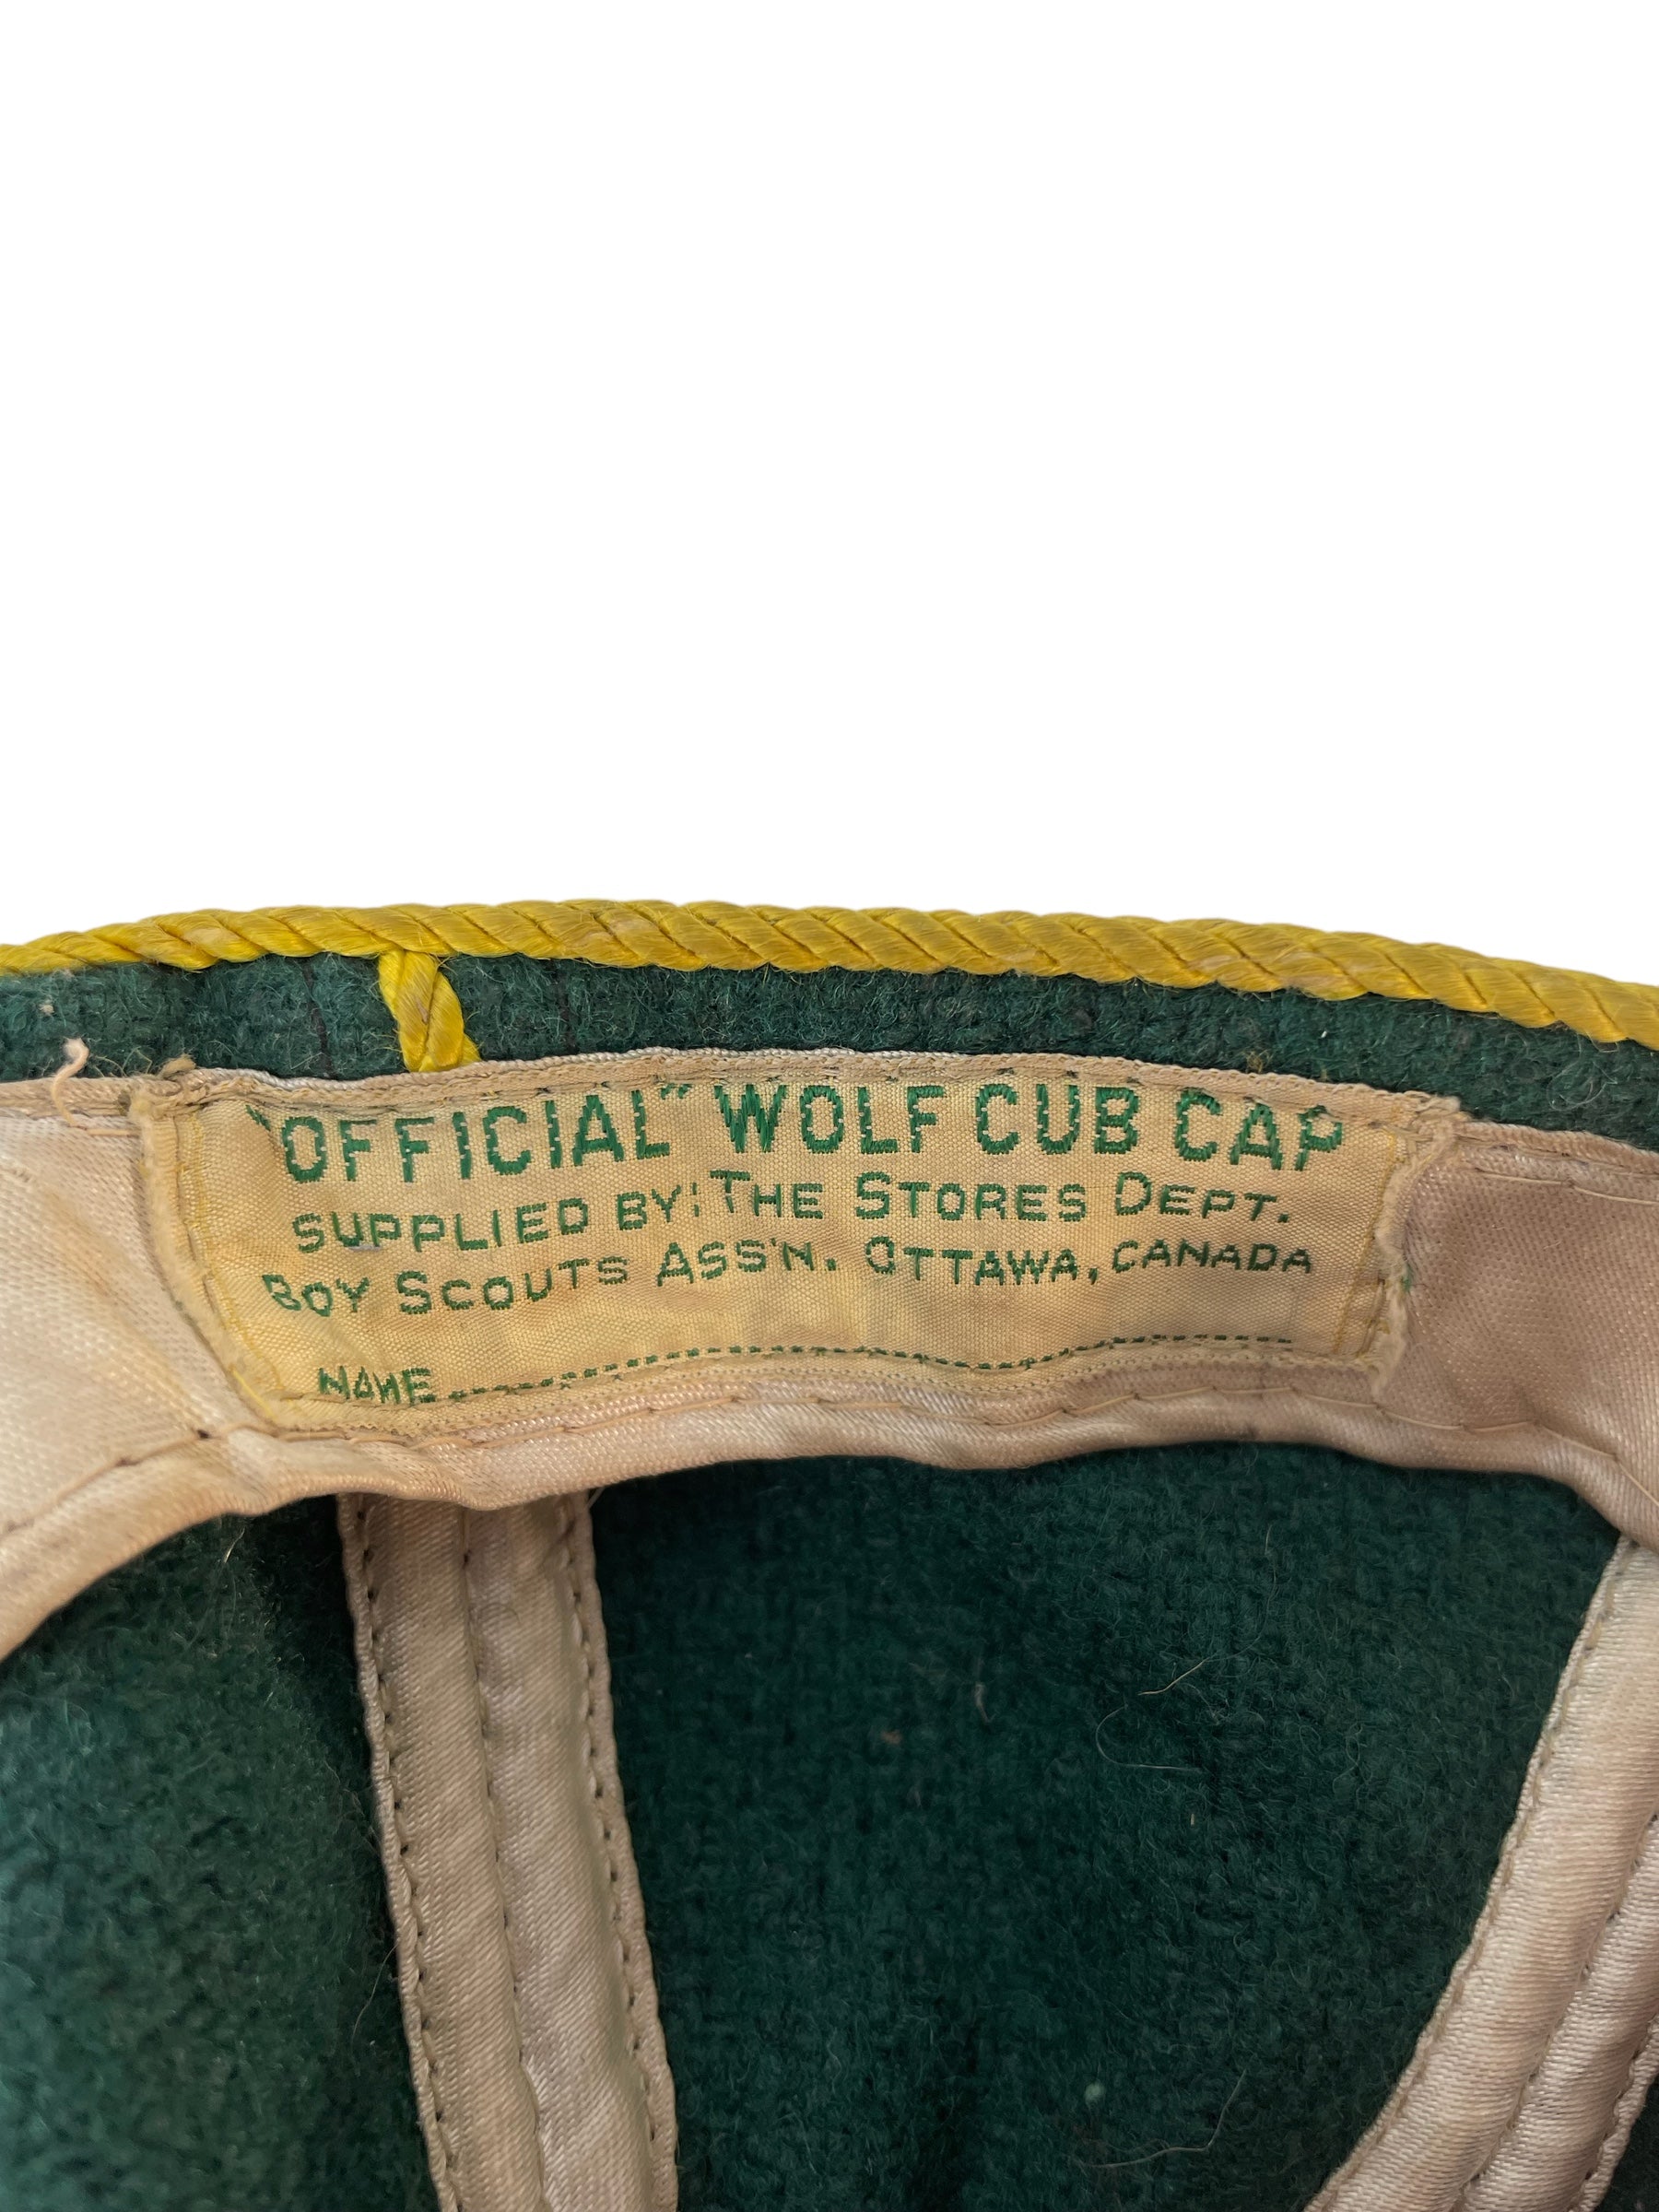 "OFFICIAL" WOLF CUB CAP
SUPPLIED BY: THE STORES DEPT.
BOY SCOUTS ASS'N. OTTAWA, CANADA
NAME